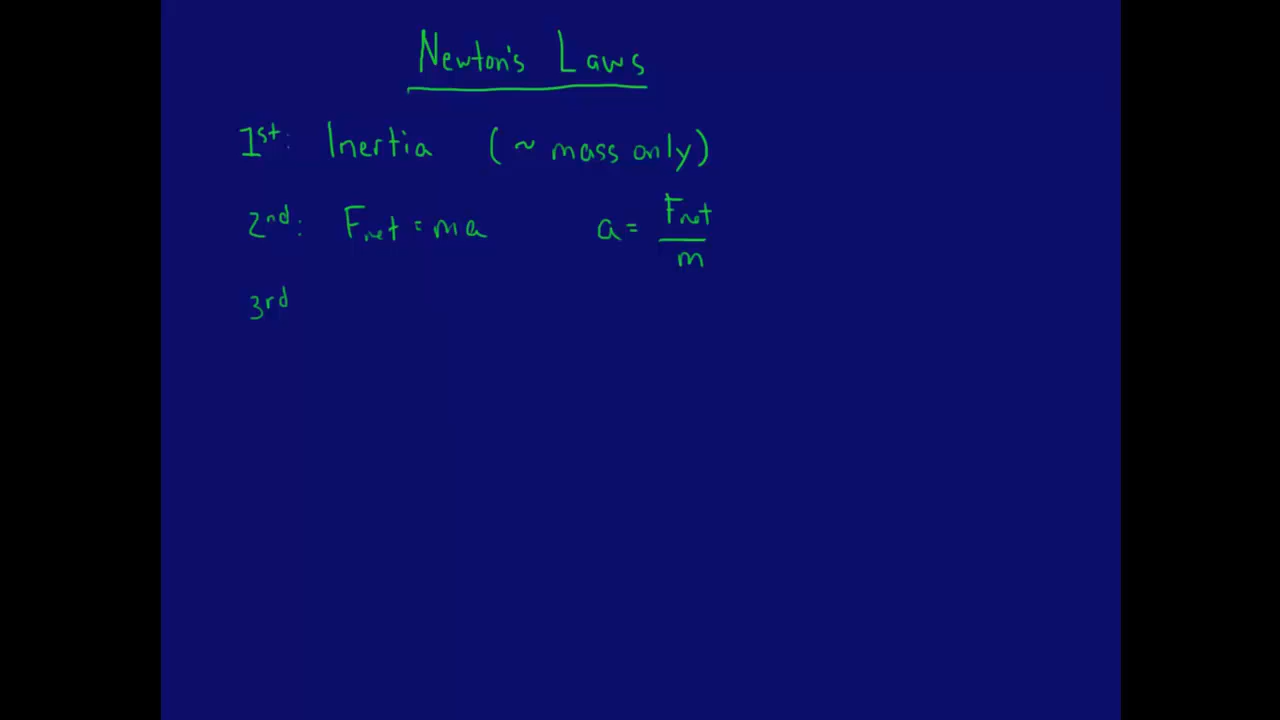 Newton's Laws
1st: Inertia (~ mass only)
2nd: Fnet = ma a = Fnet/m
3rd